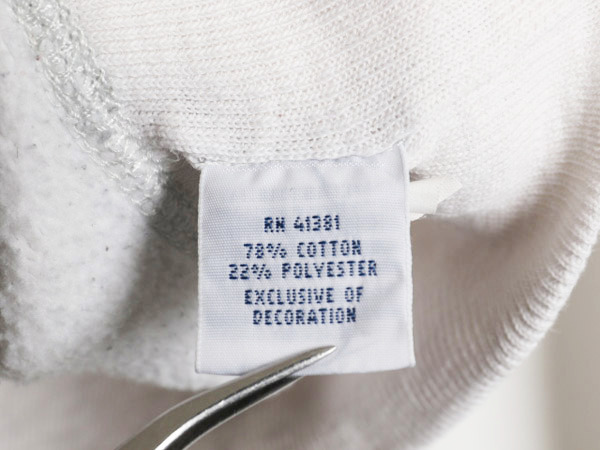 RN 41381
78% COTTON
22% POLYESTER
EXCLUSIVE OF
DECORATION